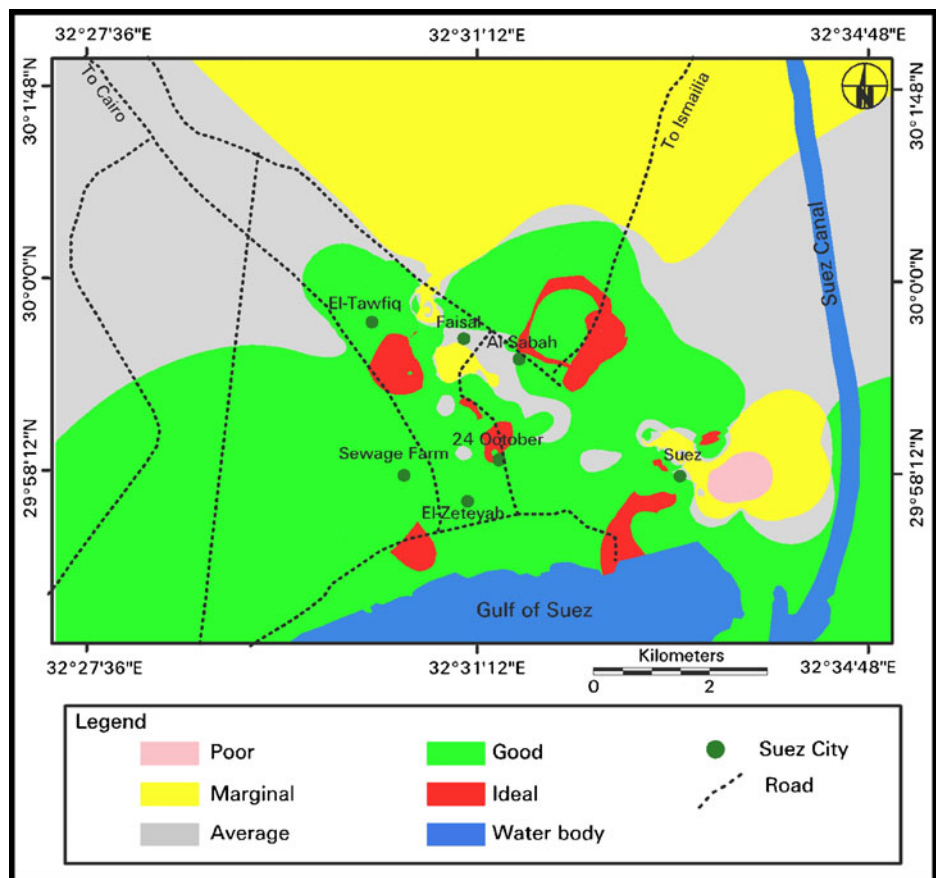 32°27'36"E 32°31'12"E 32°34'48"E
30°1'48"N
30°1'48"N
N
To Cairo
To Ismailia
Suez Canal
30°0'0"N
30°0'0"N
El-Tawfiq
Faisal
Al-Sabah
29°58'12"N
29°58'12"N
24 October
Sewage Farm
Suez
El-Zeteyah
Gulf of Suez
32°27'36"E 32°31'12"E 32°34'48"E
Kilometers
0 2
Legend
Poor Good Suez City
Marginal Ideal Road
Average Water body